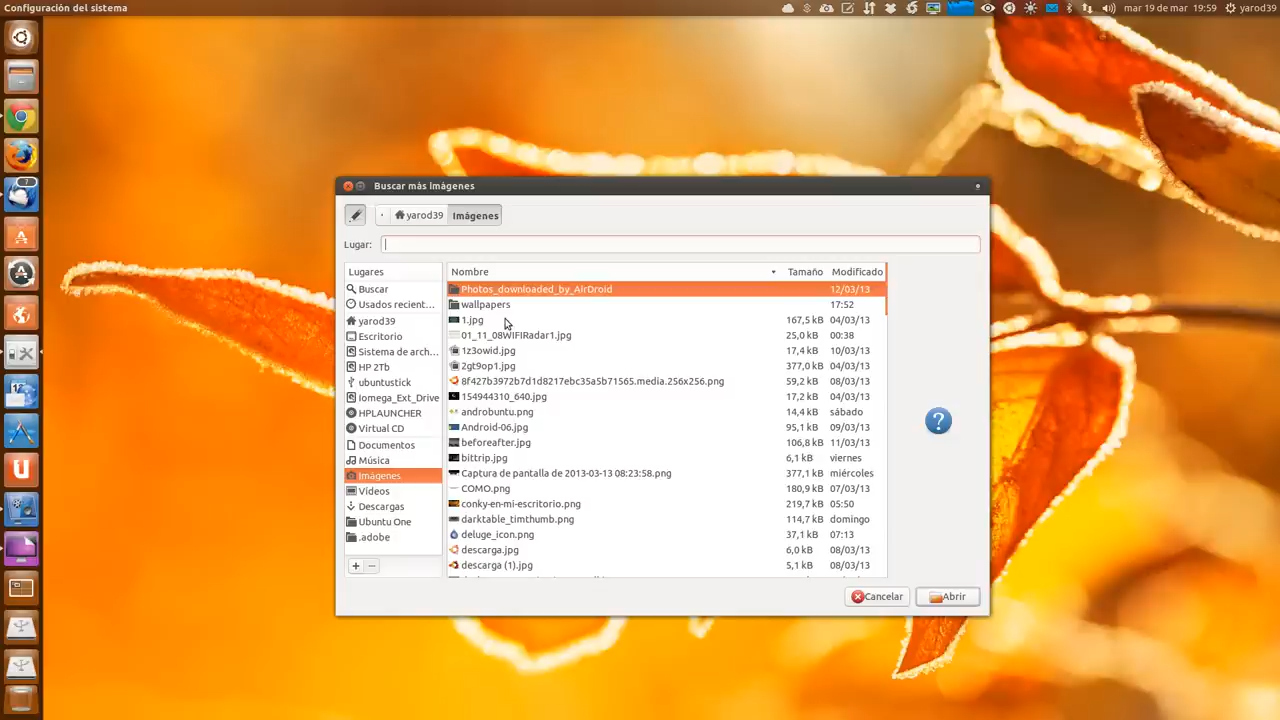 Configuración del sistema
mar 19 de mar 19:59 yarod39
Buscar más imágenes
yarod39 Imágenes
Lugar:
Lugares Nombre Tamaño Modificado
Buscar
Usados recient...
yarod39
Escritorio
Sistema de arch...
HP 2Tb
ubuntustick
Iomega_Ext_Drive
HPLAUNCHER
Virtual CD
Documentos
Música
Imágenes
Vídeos
Descargas
Ubuntu One
.adobe
Photos_downloaded_by_AirDroid 12/03/13
wallpapers 17:52
1.jpg 167,5 kB 04/03/13
01_11_08WIFIRadar1.jpg 25,0 kB 00:38
1z3owid.jpg 17,4 kB 10/03/13
2gt9op1.jpg 377,0 kB 04/03/13
8f427b3972b7d1d8217ebc35a5b71565.media.256x256.png 59,2 kB 08/03/13
154944310_640.jpg 17,2 kB 04/03/13
androbuntu.png 14,4 kB sábado
Android-06.jpg 95,1 kB 09/03/13
beforeafter.jpg 106,8 kB 11/03/13
bittrip.jpg 6,1 kB viernes
Captura de pantalla de 2013-03-13 08:23:58.png 377,1 kB miércoles
COMO.png 180,9 kB 07/03/13
conky-en-mi-escritorio.png 219,7 kB 05:50
darktable_timthumb.png 114,7 kB domingo
deluge_icon.png 37,1 kB 07:13
descarga.jpg 6,0 kB 08/03/13
descarga (1).jpg 5,1 kB 08/03/13
Cancelar Abrir